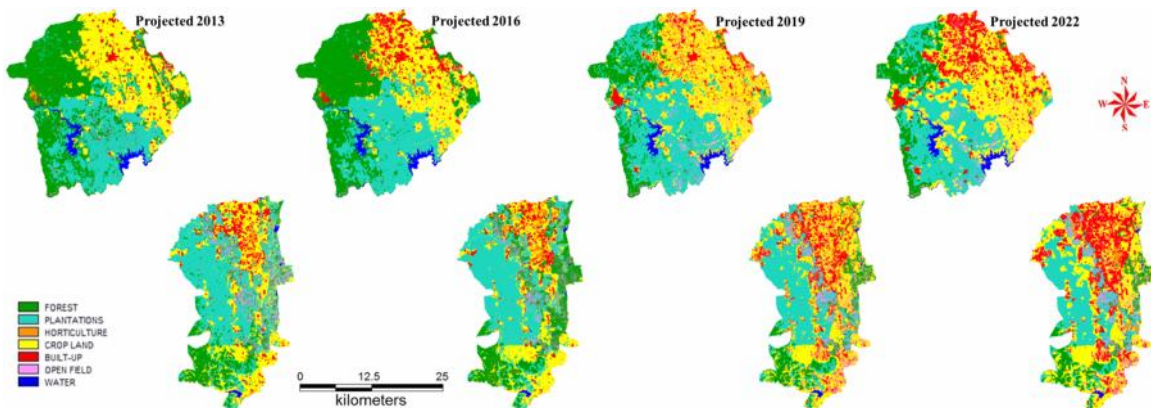 Projected 2013
Projected 2016
Projected 2019
Projected 2022
N
W E
S
FOREST
PLANTATIONS
HORTICULTURE
CROP LAND
BUILT-UP
OPEN FIELD
WATER
0 12.5 25
kilometers